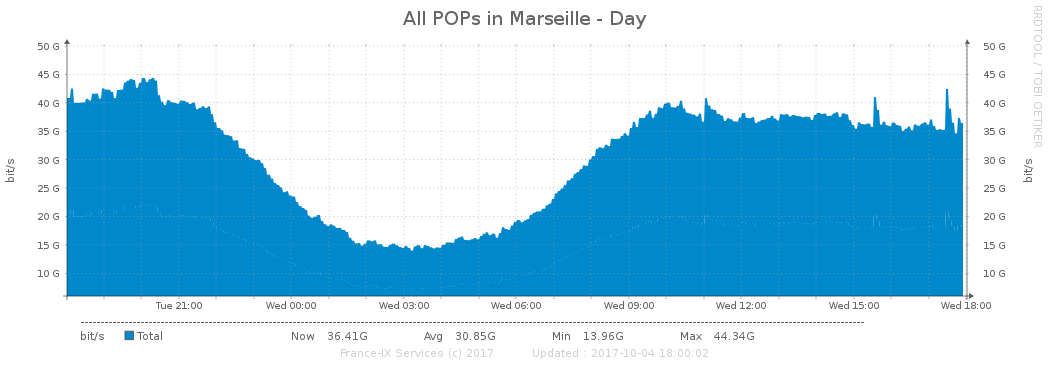 All POPs in Marseille - Day
RRDTOOL / TOBI OETIKER
50 G 50 G
45 G 45 G
40 G 40 G
35 G 35 G
30 G 30 G
25 G 25 G
20 G 20 G
15 G 15 G
10 G 10 G
bit/s
bit/s
Tue 21:00 Wed 00:00 Wed 03:00 Wed 06:00 Wed 09:00 Wed 12:00 Wed 15:00 Wed 18:00
bit/s Total Now 36.41G Avg 30.85G Min 13.96G Max 44.34G
France-IX Services (c) 2017 Updated : 2017-10-04 18:00:02